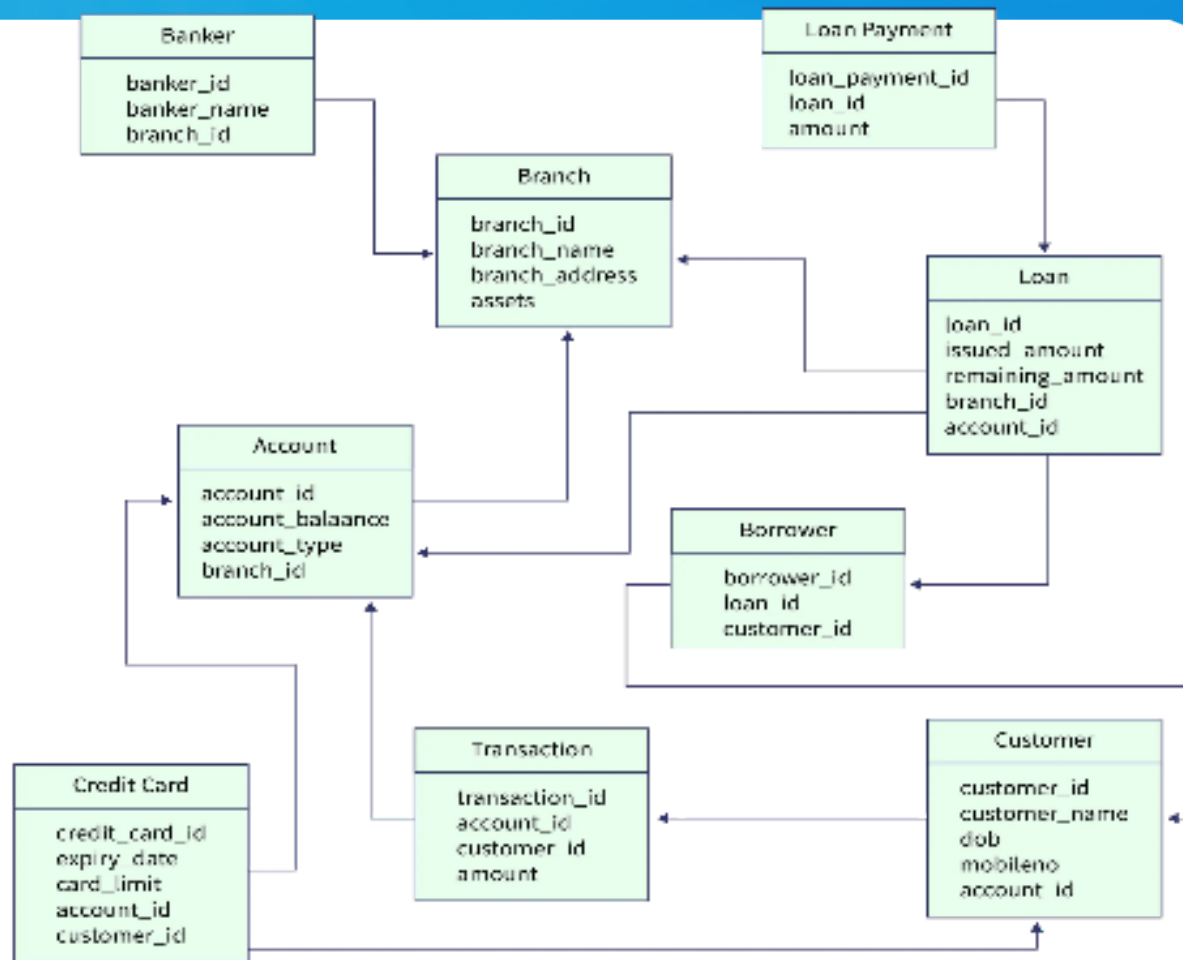 Banker
banker_id
banker_name
branch_id
Loan Payment
loan_payment_id
loan_id
amount
Branch
branch_id
branch_name
branch_address
assets
Loan
loan_id
issued_amount
remaining_amount
branch_id
account_id
Account
account_id
account_balaance
account_type
branch_id
Borrower
borrower_id
loan_id
customer_id
Transaction
transaction_id
account_id
customer_id
amount
Customer
customer_id
customer_name
dob
mobileno
account_id
Credit Card
credit_card_id
expiry_date
card_limit
account_id
customer_id